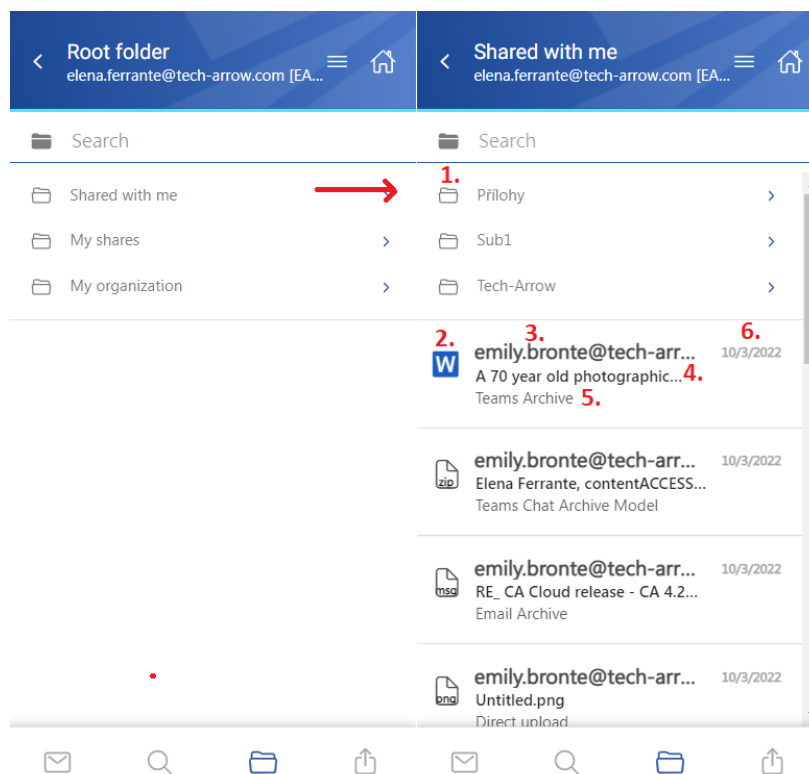 Root folder
elena.ferrante@tech-arrow.com [EA...
Search
Shared with me
My shares
My organization
Shared with me
elena.ferrante@tech-arrow.com [EA...
Search
1.
Přílohy
Sub1
Tech-Arrow
2.
3.
6.
W
emily.bronte@tech-arr...
10/3/2022
A 70 year old photographic...
4.
Teams Archive
5.
emily.bronte@tech-arr...
10/3/2022
zip
Elena Ferrante, contentACCESS...
Teams Chat Archive Model
emily.bronte@tech-arr...
10/3/2022
msg
RE_ CA Cloud release - CA 4.2...
Email Archive
emily.bronte@tech-arr...
10/3/2022
png
Untitled.png
Direct upload